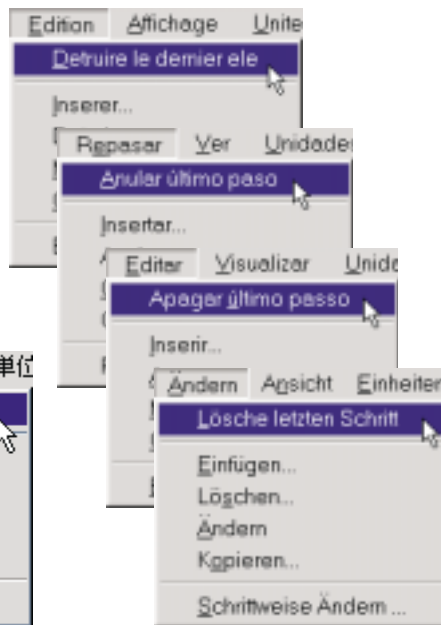 Edition Affichage Unite
Detruire le dernier ele
Inserer...
Repasar Ver Unidades
Anular último paso
Insertar...
Editar Visualizar Unida
Apagar último passo
Inserir...
単位
Ändern Ansicht Einheiten
Lösche letzten Schritt
Einfügen...
Löschen...
Ändern
Kopieren...
Schrittweise Ändern ...